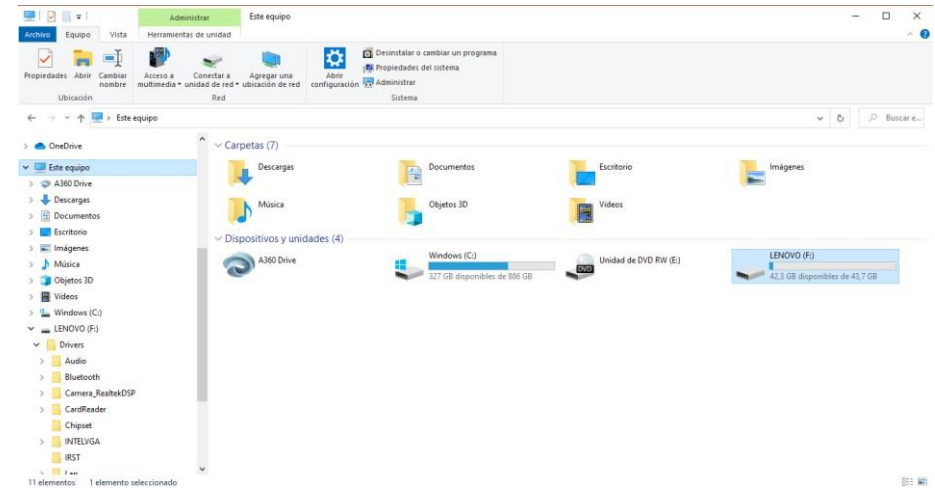 Administrar
Este equipo
Archivo
Equipo
Vista
Herramientas de unidad
Propiedades
Abrir
Cambiar
nombre
Acceso a
multimedia
Conectar a
unidad de red
Agregar una
ubicación de red
Abrir
configuración
Desinstalar o cambiar un programa
Propiedades del sistema
Administrar
Ubicación
Red
Sistema
Este equipo
Buscar e...
OneDrive
Este equipo
A360 Drive
Descargas
Documentos
Escritorio
Imágenes
Música
Objetos 3D
Vídeos
Windows (C:)
LENOVO (F:)
Drivers
Audio
Bluetooth
Camera_RealtekDSP
CardReader
Chipset
INTELVGA
IRST
Lan
Carpetas (7)
Descargas
Documentos
Escritorio
Imágenes
Música
Objetos 3D
Vídeos
Dispositivos y unidades (4)
A360 Drive
Windows (C:)
327 GB disponibles de 886 GB
DVD
Unidad de DVD RW (E:)
LENOVO (F:)
42,3 GB disponibles de 43,7 GB
11 elementos
1 elemento seleccionado